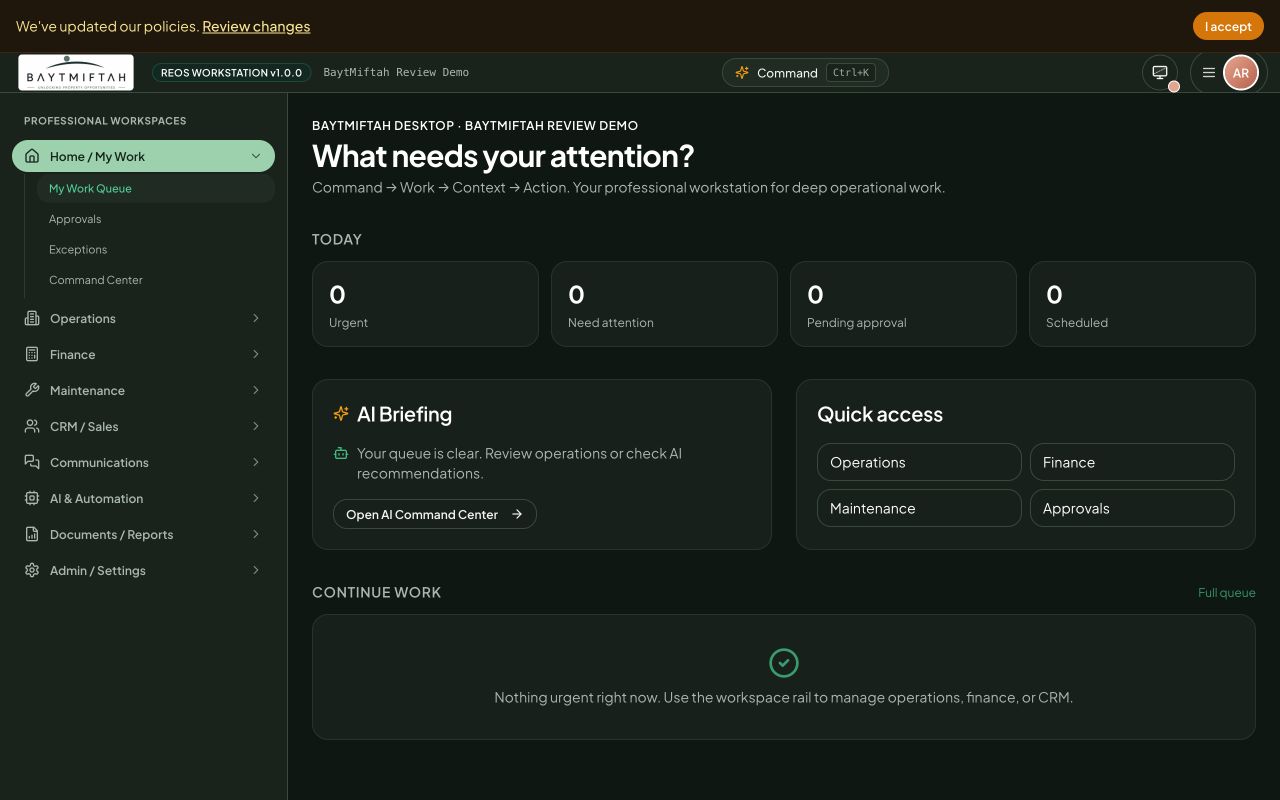 We've updated our policies. Review changes
I accept
BAYTMIFTAH
UNLOCKING PROPERTY OPPORTUNITIES
REOS WORKSTATION v1.0.0
BaytMiftah Review Demo
Command
Ctrl+K
AR
PROFESSIONAL WORKSPACES
Home / My Work
My Work Queue
Approvals
Exceptions
Command Center
Operations
Finance
Maintenance
CRM / Sales
Communications
AI & Automation
Documents / Reports
Admin / Settings
BAYTMIFTAH DESKTOP · BAYTMIFTAH REVIEW DEMO
What needs your attention?
Command → Work → Context → Action. Your professional workstation for deep operational work.
TODAY
0
Urgent
0
Need attention
0
Pending approval
0
Scheduled
AI Briefing
Your queue is clear. Review operations or check AI
recommendations.
Open AI Command Center →
Quick access
Operations
Finance
Maintenance
Approvals
CONTINUE WORK
Full queue
Nothing urgent right now. Use the workspace rail to manage operations, finance, or CRM.